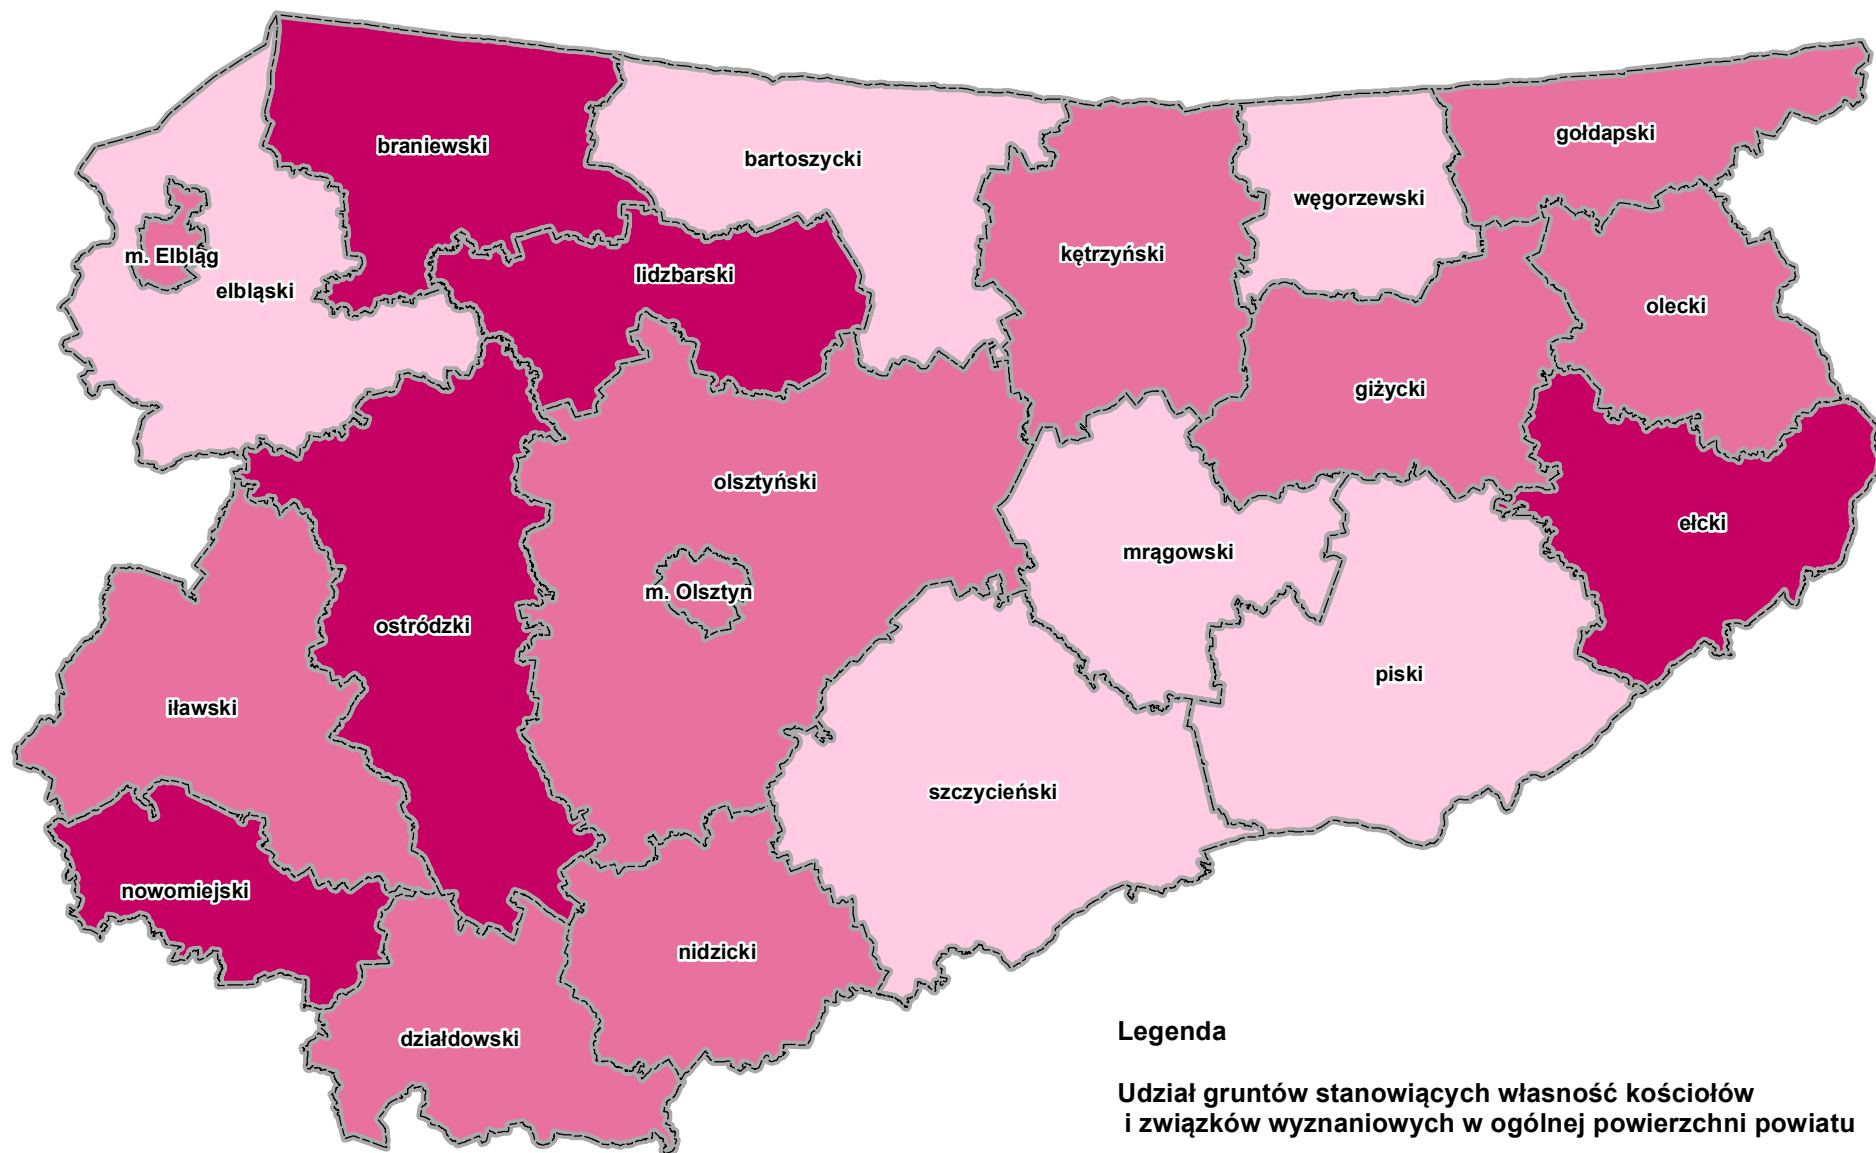 gołdapski
braniewski
bartoszycki
węgorzewski
m. Elbląg
kętrzyński
lidzbarski
elbląski
olecki
giżycki
olsztyński
ełcki
mrągowski
m. Olsztyn
ostródzki
piski
iławski
szczycieński
nowomiejski
nidzicki
działdowski
Legenda
Udział gruntów stanowiących własność kościołów
i związków wyznaniowych w ogólnej powierzchni powiatu